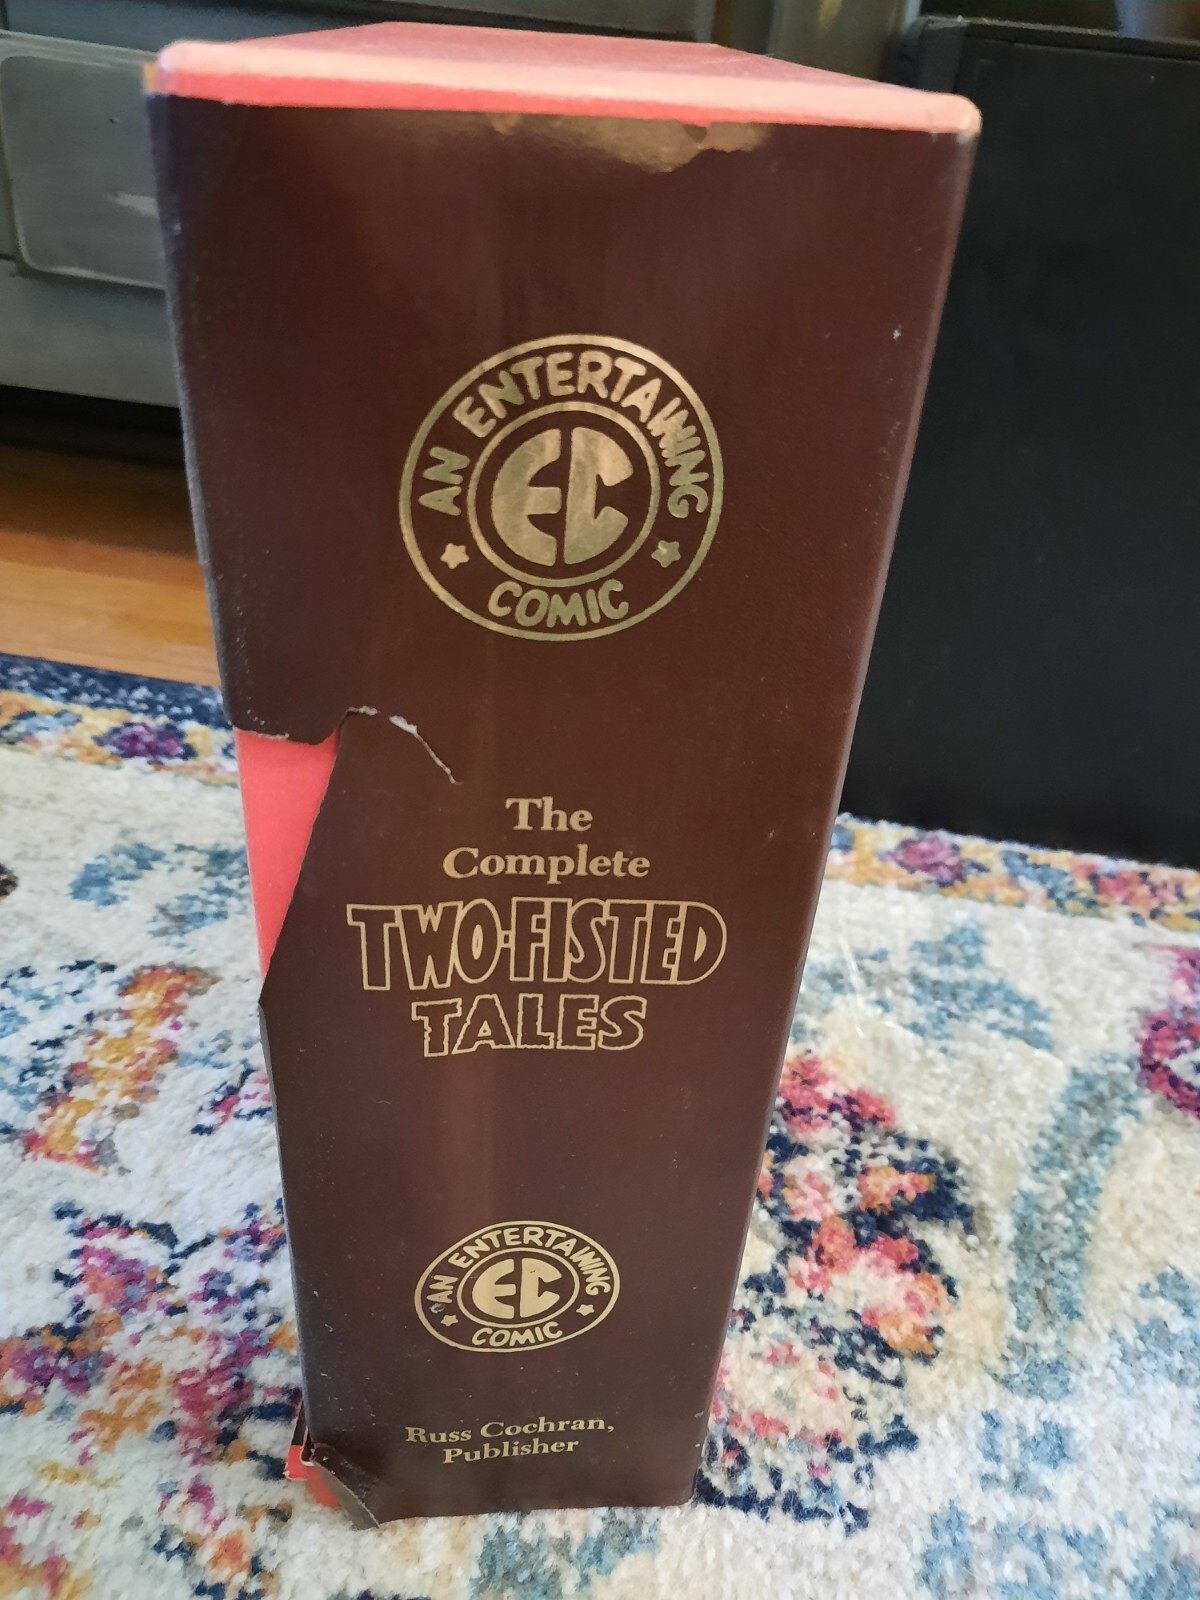 AN ENTERTAINING
EC
COMIC
The
Complete
TWO-FISTED
TALES
AN ENTERTAINING
EC
COMIC
Russ Cochran,
Publisher